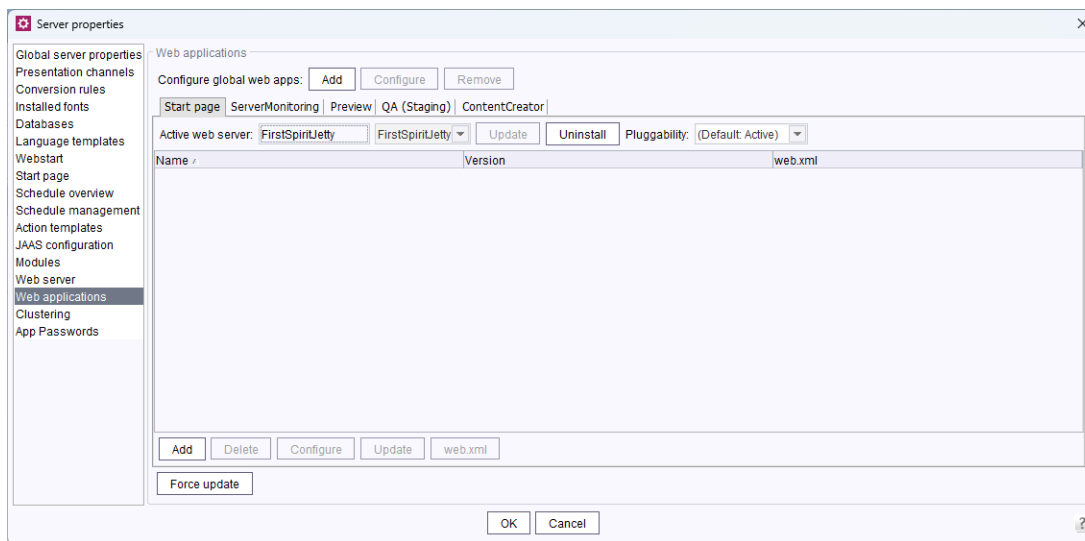 Server properties
Global server properties
Presentation channels
Conversion rules
Installed fonts
Databases
Language templates
Webstart
Start page
Schedule overview
Schedule management
Action templates
JAAS configuration
Modules
Web server
Web applications
Clustering
App Passwords
Web applications
Configure global web apps: Add Configure Remove
Start page ServerMonitoring Preview QA (Staging) ContentCreator
Active web server: FirstSpiritJetty FirstSpiritJetty Update Uninstall Pluggability: (Default: Active)
Name Version web.xml
Add Delete Configure Update web.xml
Force update
OK Cancel
?